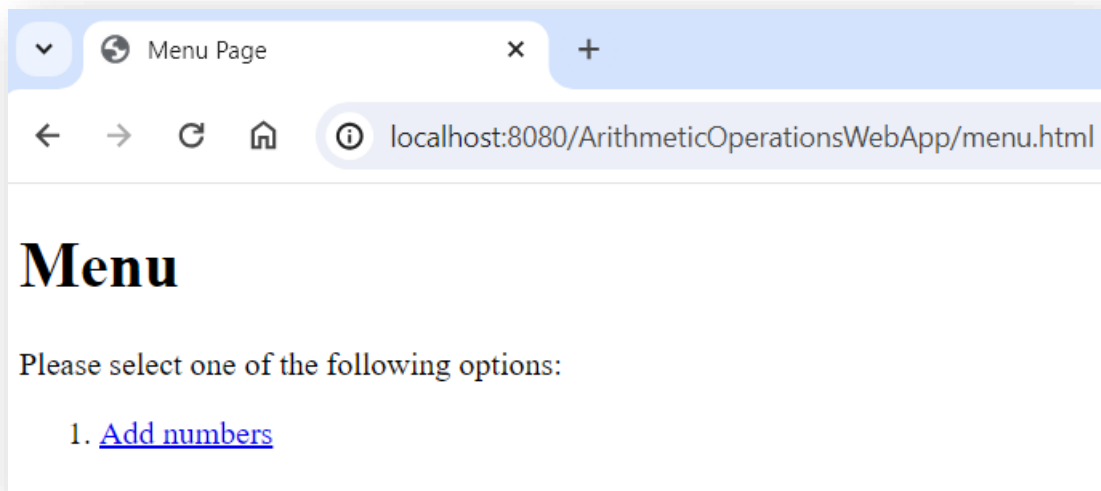 Menu Page
localhost:8080/ArithmeticOperationsWebApp/menu.html
Menu
Please select one of the following options:
1. Add numbers